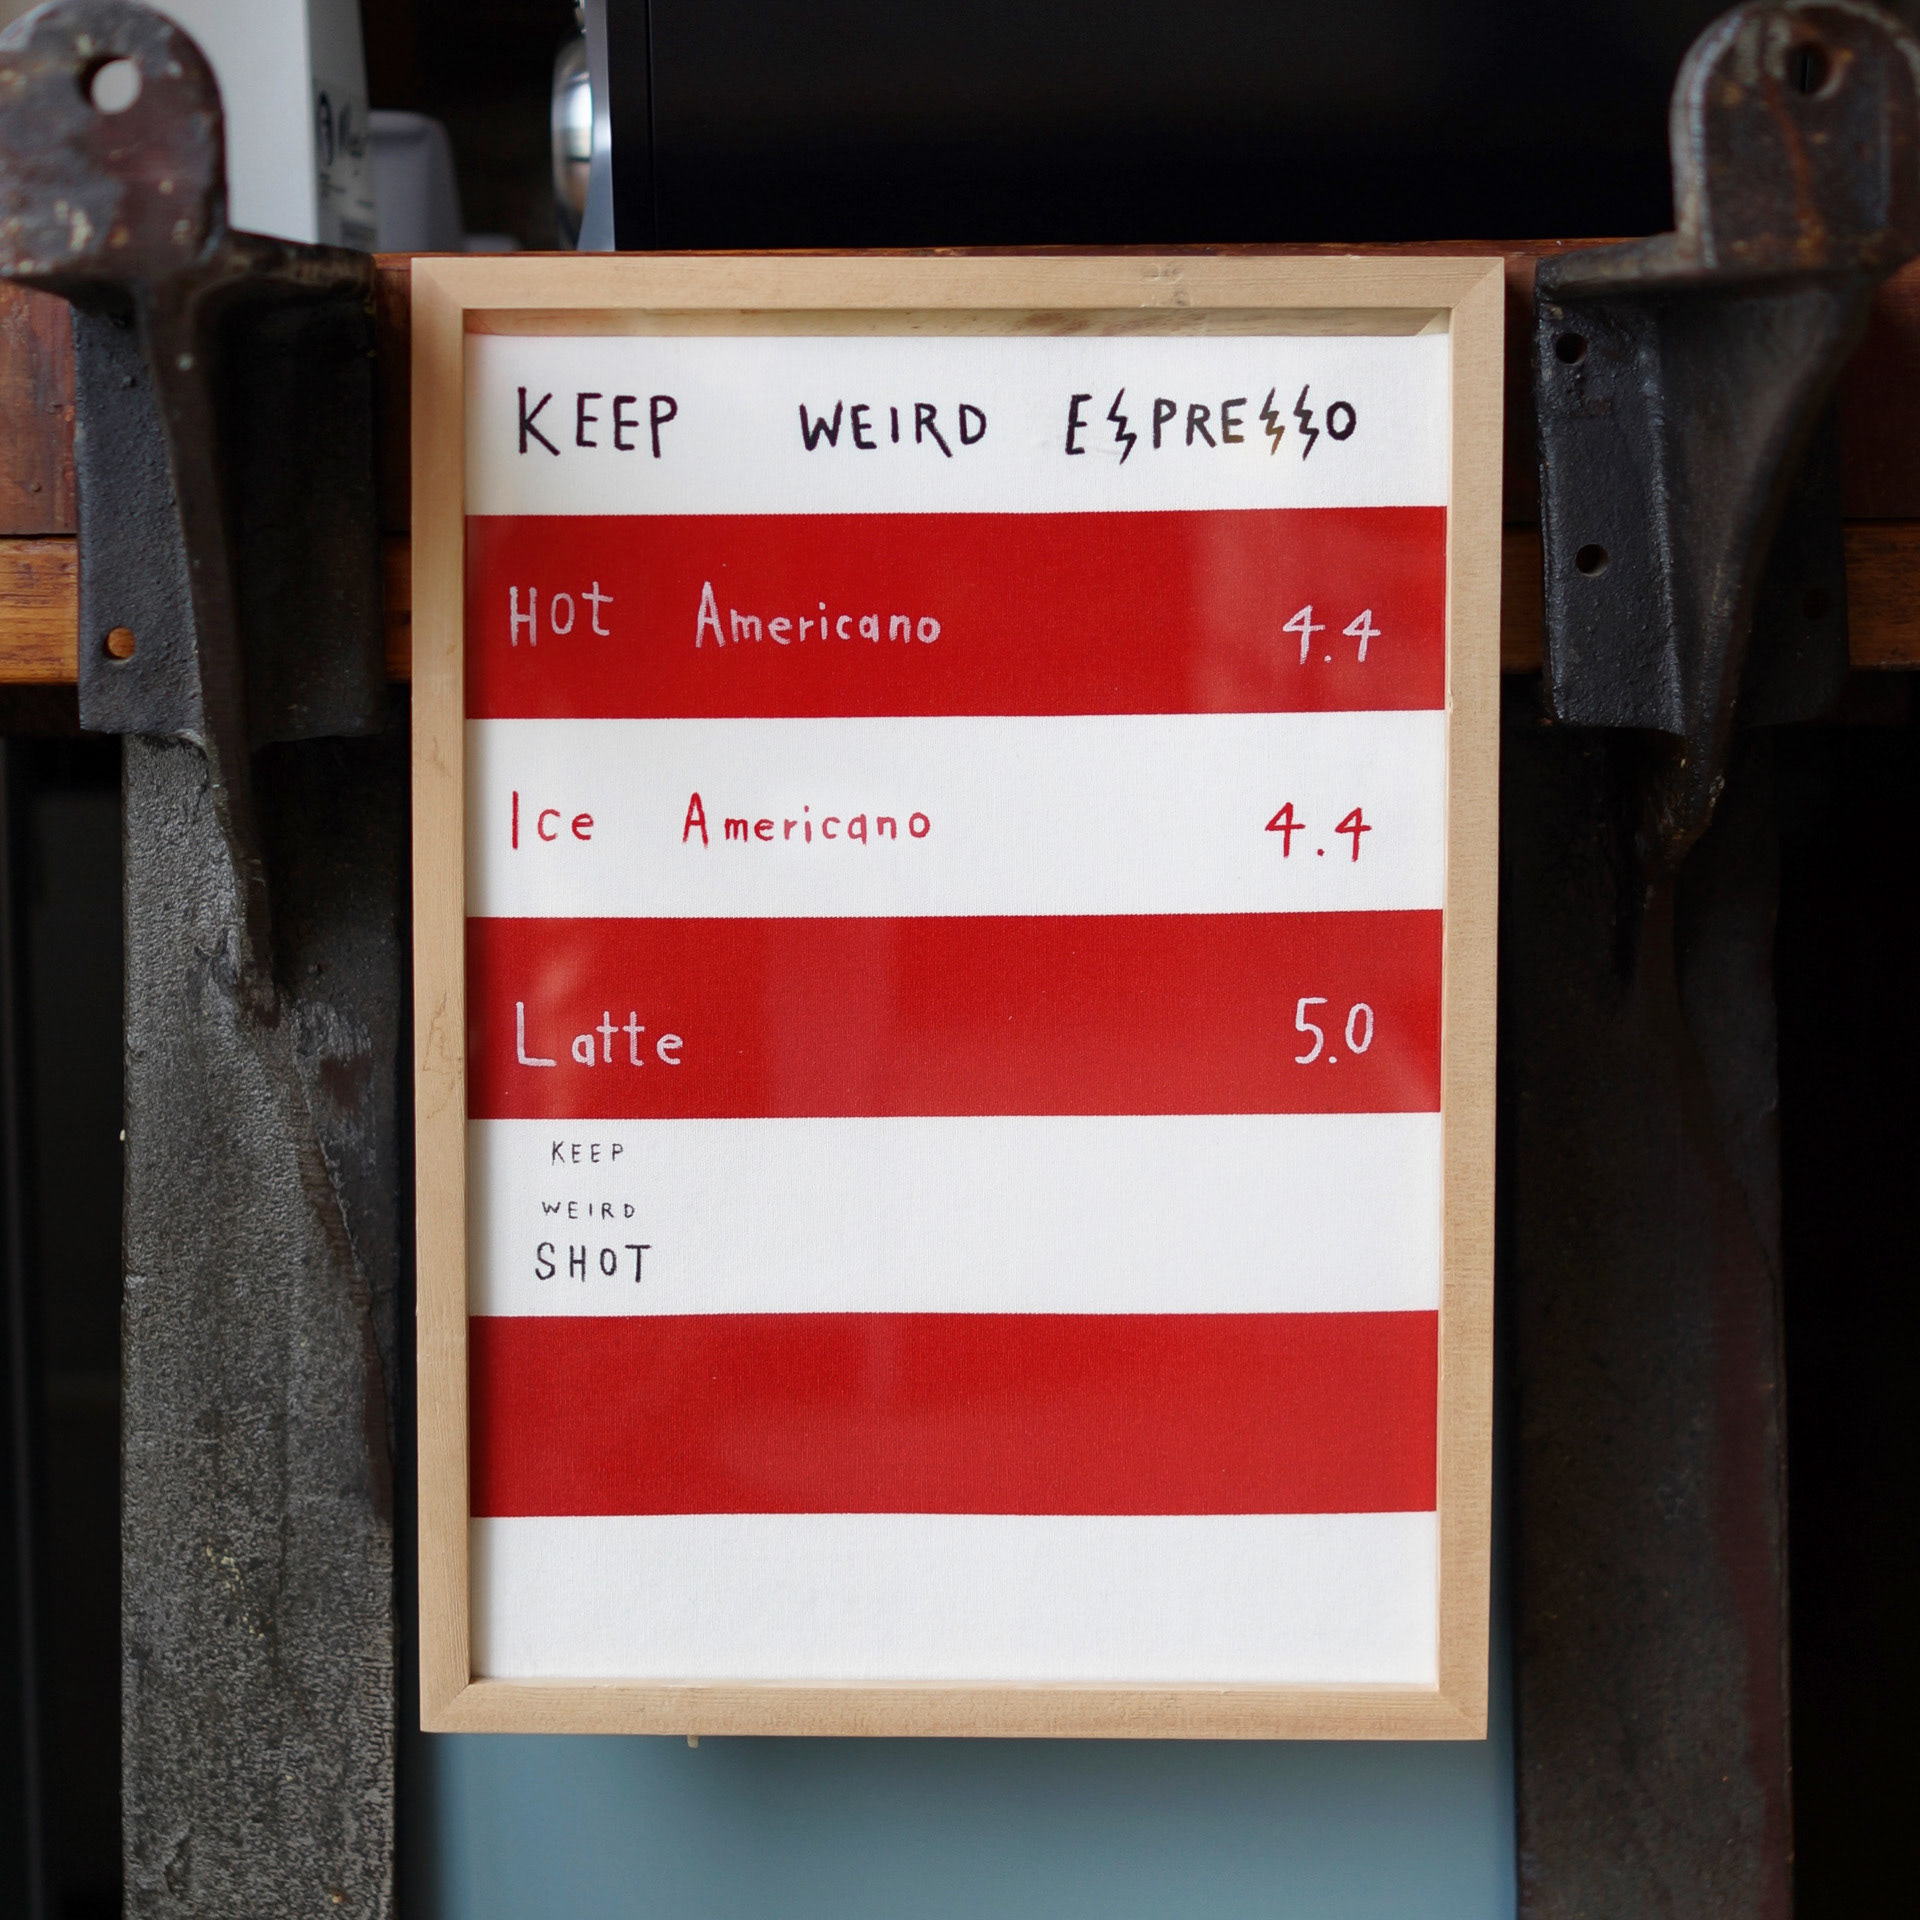 KEEP WEIRD ESPRESSO
Hot Americano 4.4
Ice Americano 4.4
Latte 5.0
KEEP
WEIRD
SHOT